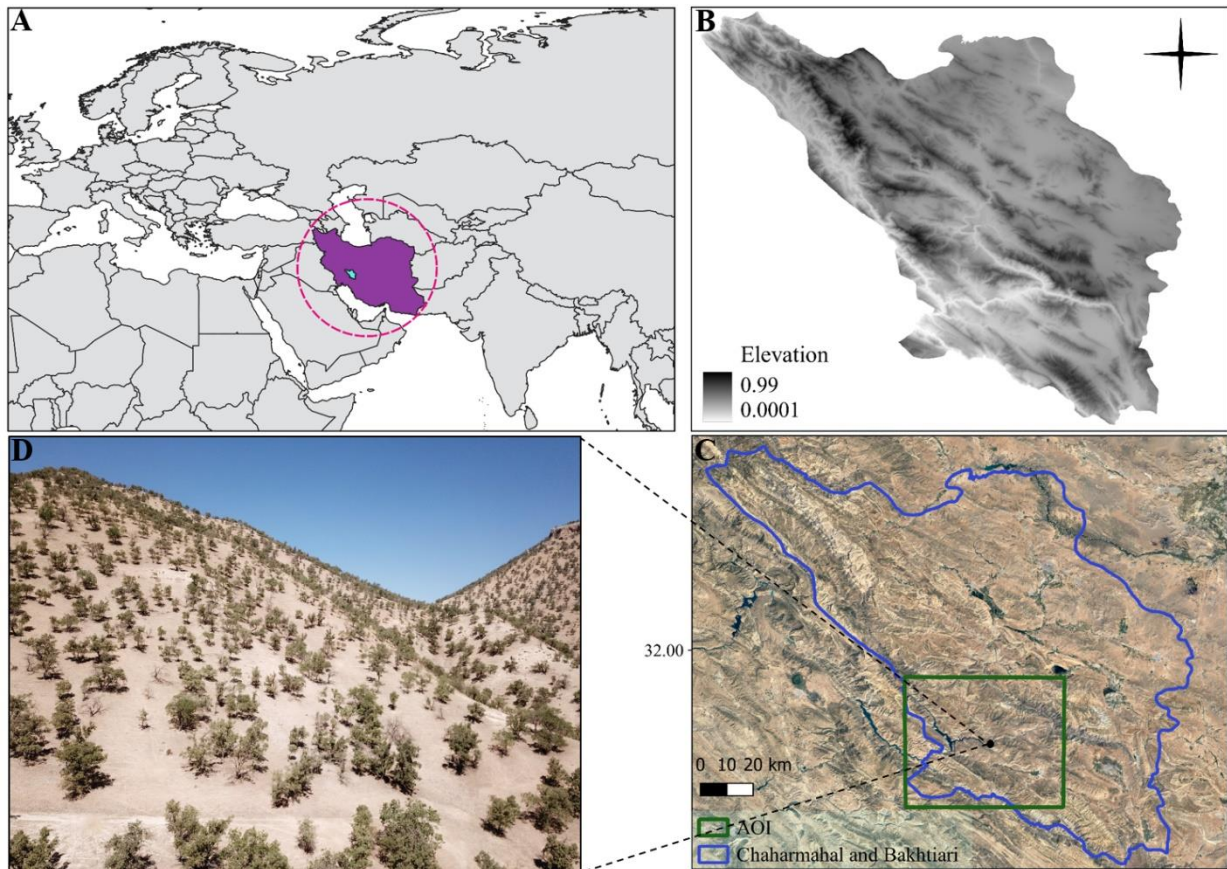 A
B
Elevation
0.99
0.0001
D
C
32.00
0 10 20 km
AOI
Chaharmahal and Bakhtiari